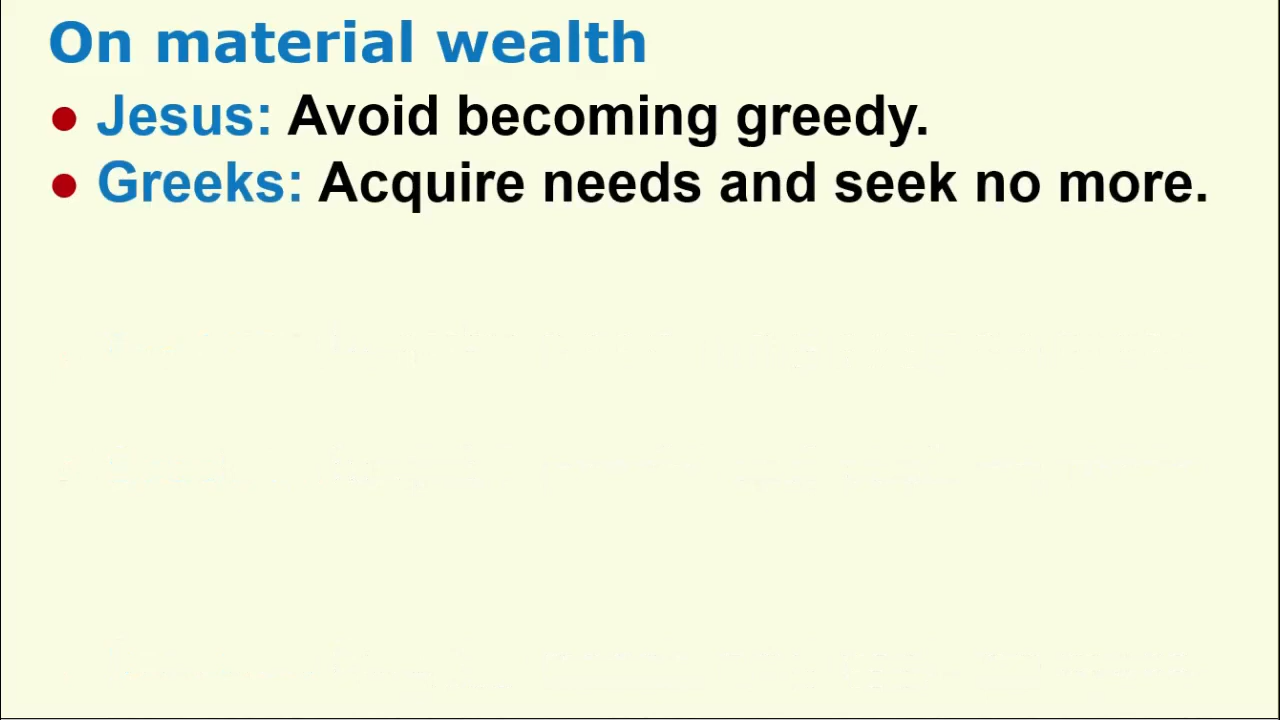 On material wealth
● Jesus: Avoid becoming greedy.
● Greeks: Acquire needs and seek no more.